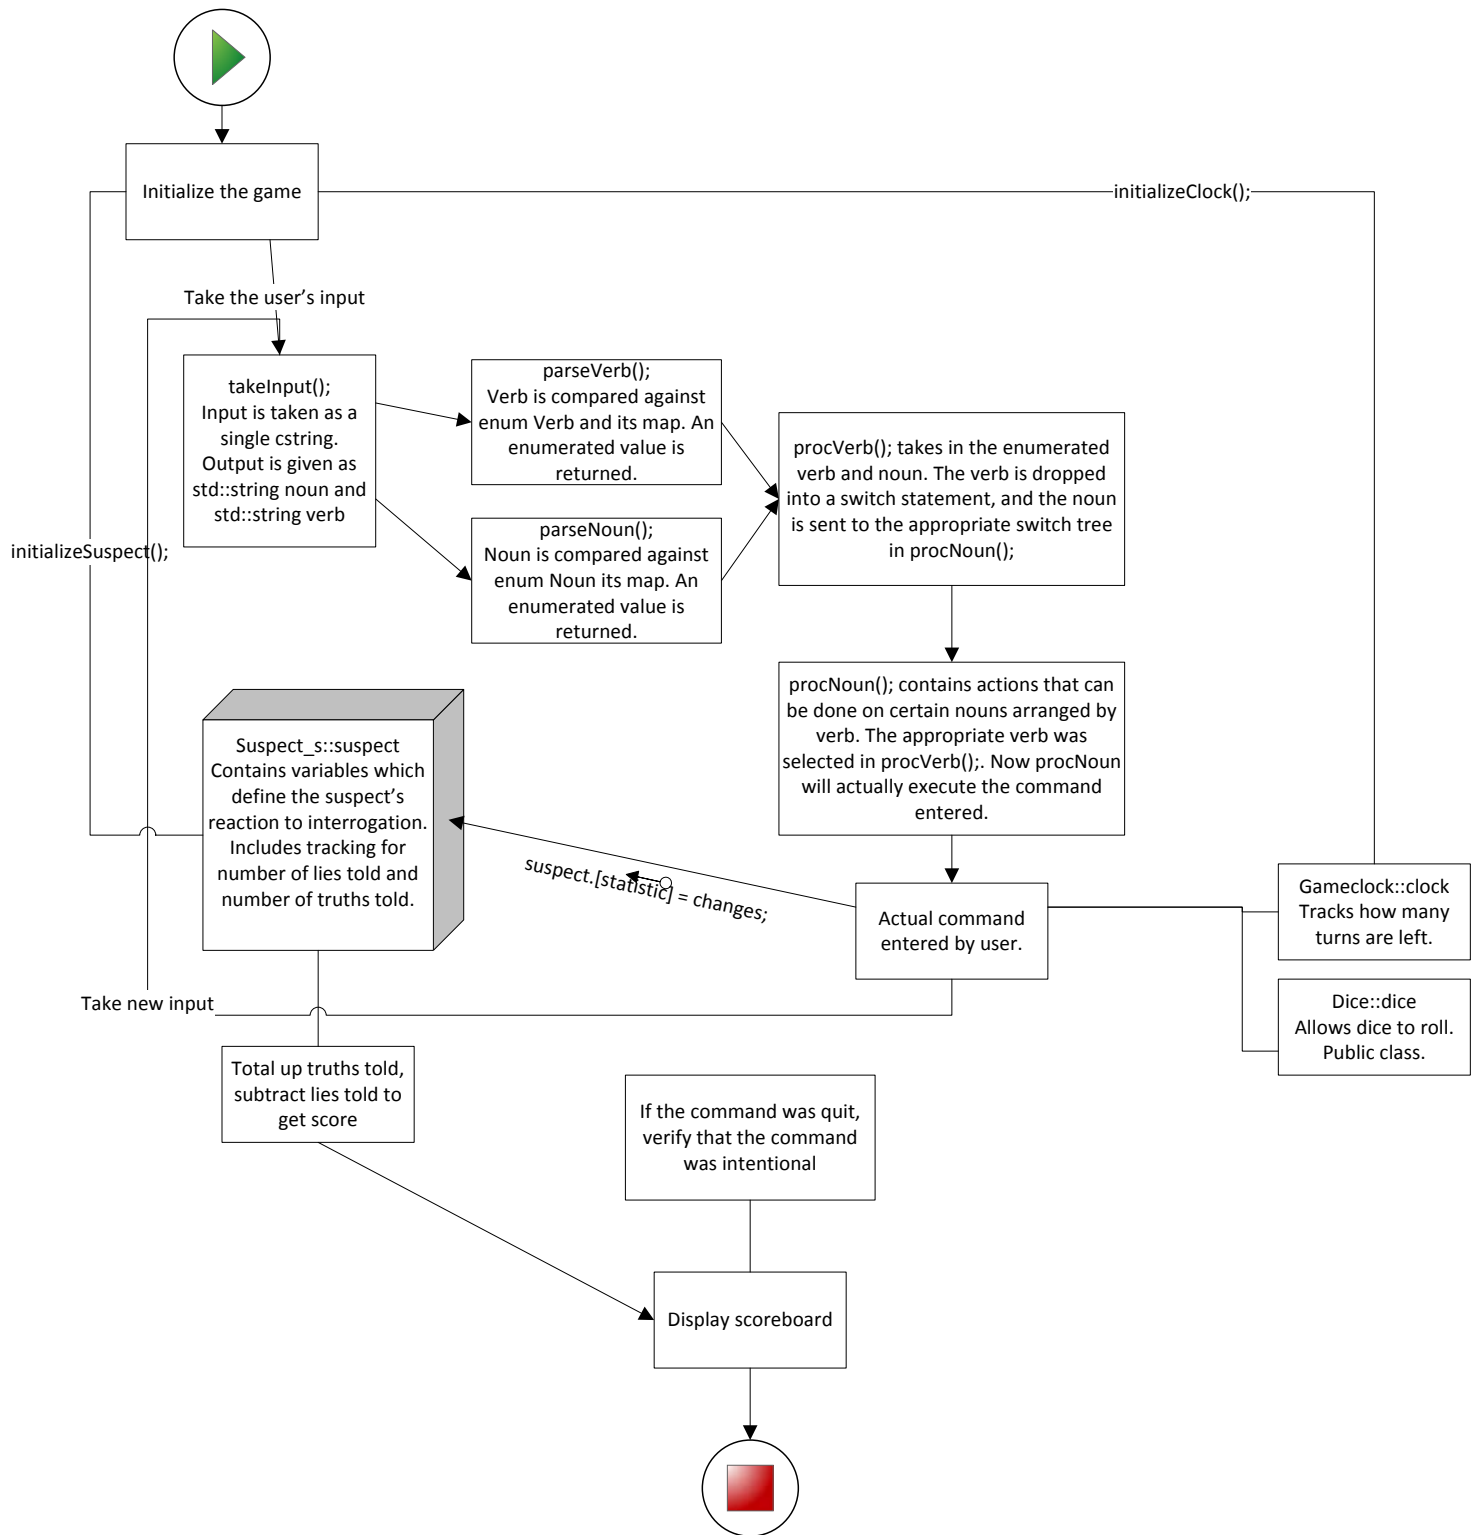 Initialize the game
initializeClock();
Take the user’s input
takeInput();
Input is taken as a
single cstring.
Output is given as
std::string noun and
std::string verb
parseVerb();
Verb is compared against
enum Verb and its map. An
enumerated value is
returned.
parseNoun();
Noun is compared against
enum Noun its map. An
enumerated value is
returned.
procVerb(); takes in the enumerated
verb and noun. The verb is dropped
into a switch statement, and the noun
is sent to the appropriate switch tree
in procNoun();
initializeSuspect();
procNoun(); contains actions that can
be done on certain nouns arranged by
verb. The appropriate verb was
selected in procVerb();. Now procNoun
will actually execute the command
entered.
Suspect_s::suspect
Contains variables which
define the suspect’s
reaction to interrogation.
Includes tracking for
number of lies told and
number of truths told.
suspect.[statistic] = changes;
Actual command
entered by user.
Gameclock::clock
Tracks how many
turns are left.
Dice::dice
Allows dice to roll.
Public class.
Take new input
Total up truths told,
subtract lies told to
get score
If the command was quit,
verify that the command
was intentional
Display scoreboard